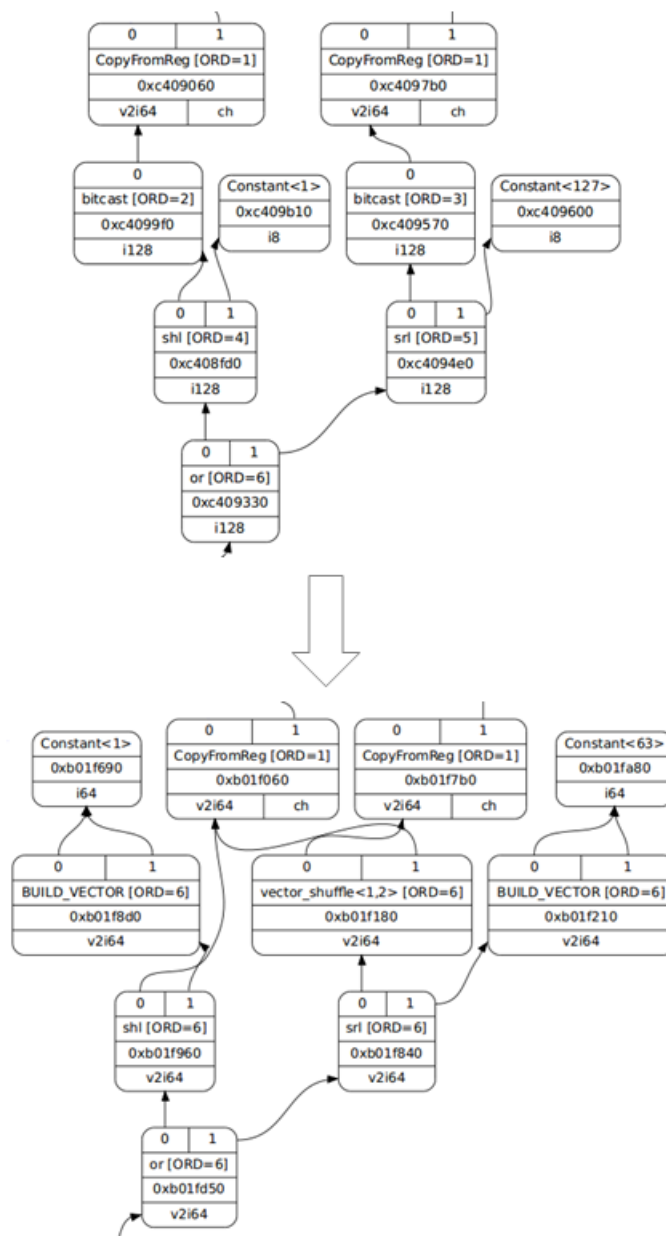 0 1
CopyFromReg [ORD=1]
0xc409060
v2i64 ch
0 1
CopyFromReg [ORD=1]
0xc4097b0
v2i64 ch
0
bitcast [ORD=2]
0xc4099f0
i128
Constant<1>
0xc409b10
i8
0
bitcast [ORD=3]
0xc409570
i128
Constant<127>
0xc409600
i8
0 1
shl [ORD=4]
0xc408fd0
i128
0 1
srl [ORD=5]
0xc4094e0
i128
0 1
or [ORD=6]
0xc409330
i128
Constant<1>
0xb01f690
i64
0 1
CopyFromReg [ORD=1]
0xb01f060
v2i64 ch
0 1
CopyFromReg [ORD=1]
0xb01f7b0
v2i64 ch
Constant<63>
0xb01fa80
i64
0 1
BUILD_VECTOR [ORD=6]
0xb01f8d0
v2i64
0 1
vector_shuffle<1,2> [ORD=6]
0xb01f180
v2i64
0 1
BUILD_VECTOR [ORD=6]
0xb01f210
v2i64
0 1
shl [ORD=6]
0xb01f960
v2i64
0 1
srl [ORD=6]
0xb01f840
v2i64
0 1
or [ORD=6]
0xb01fd50
v2i64